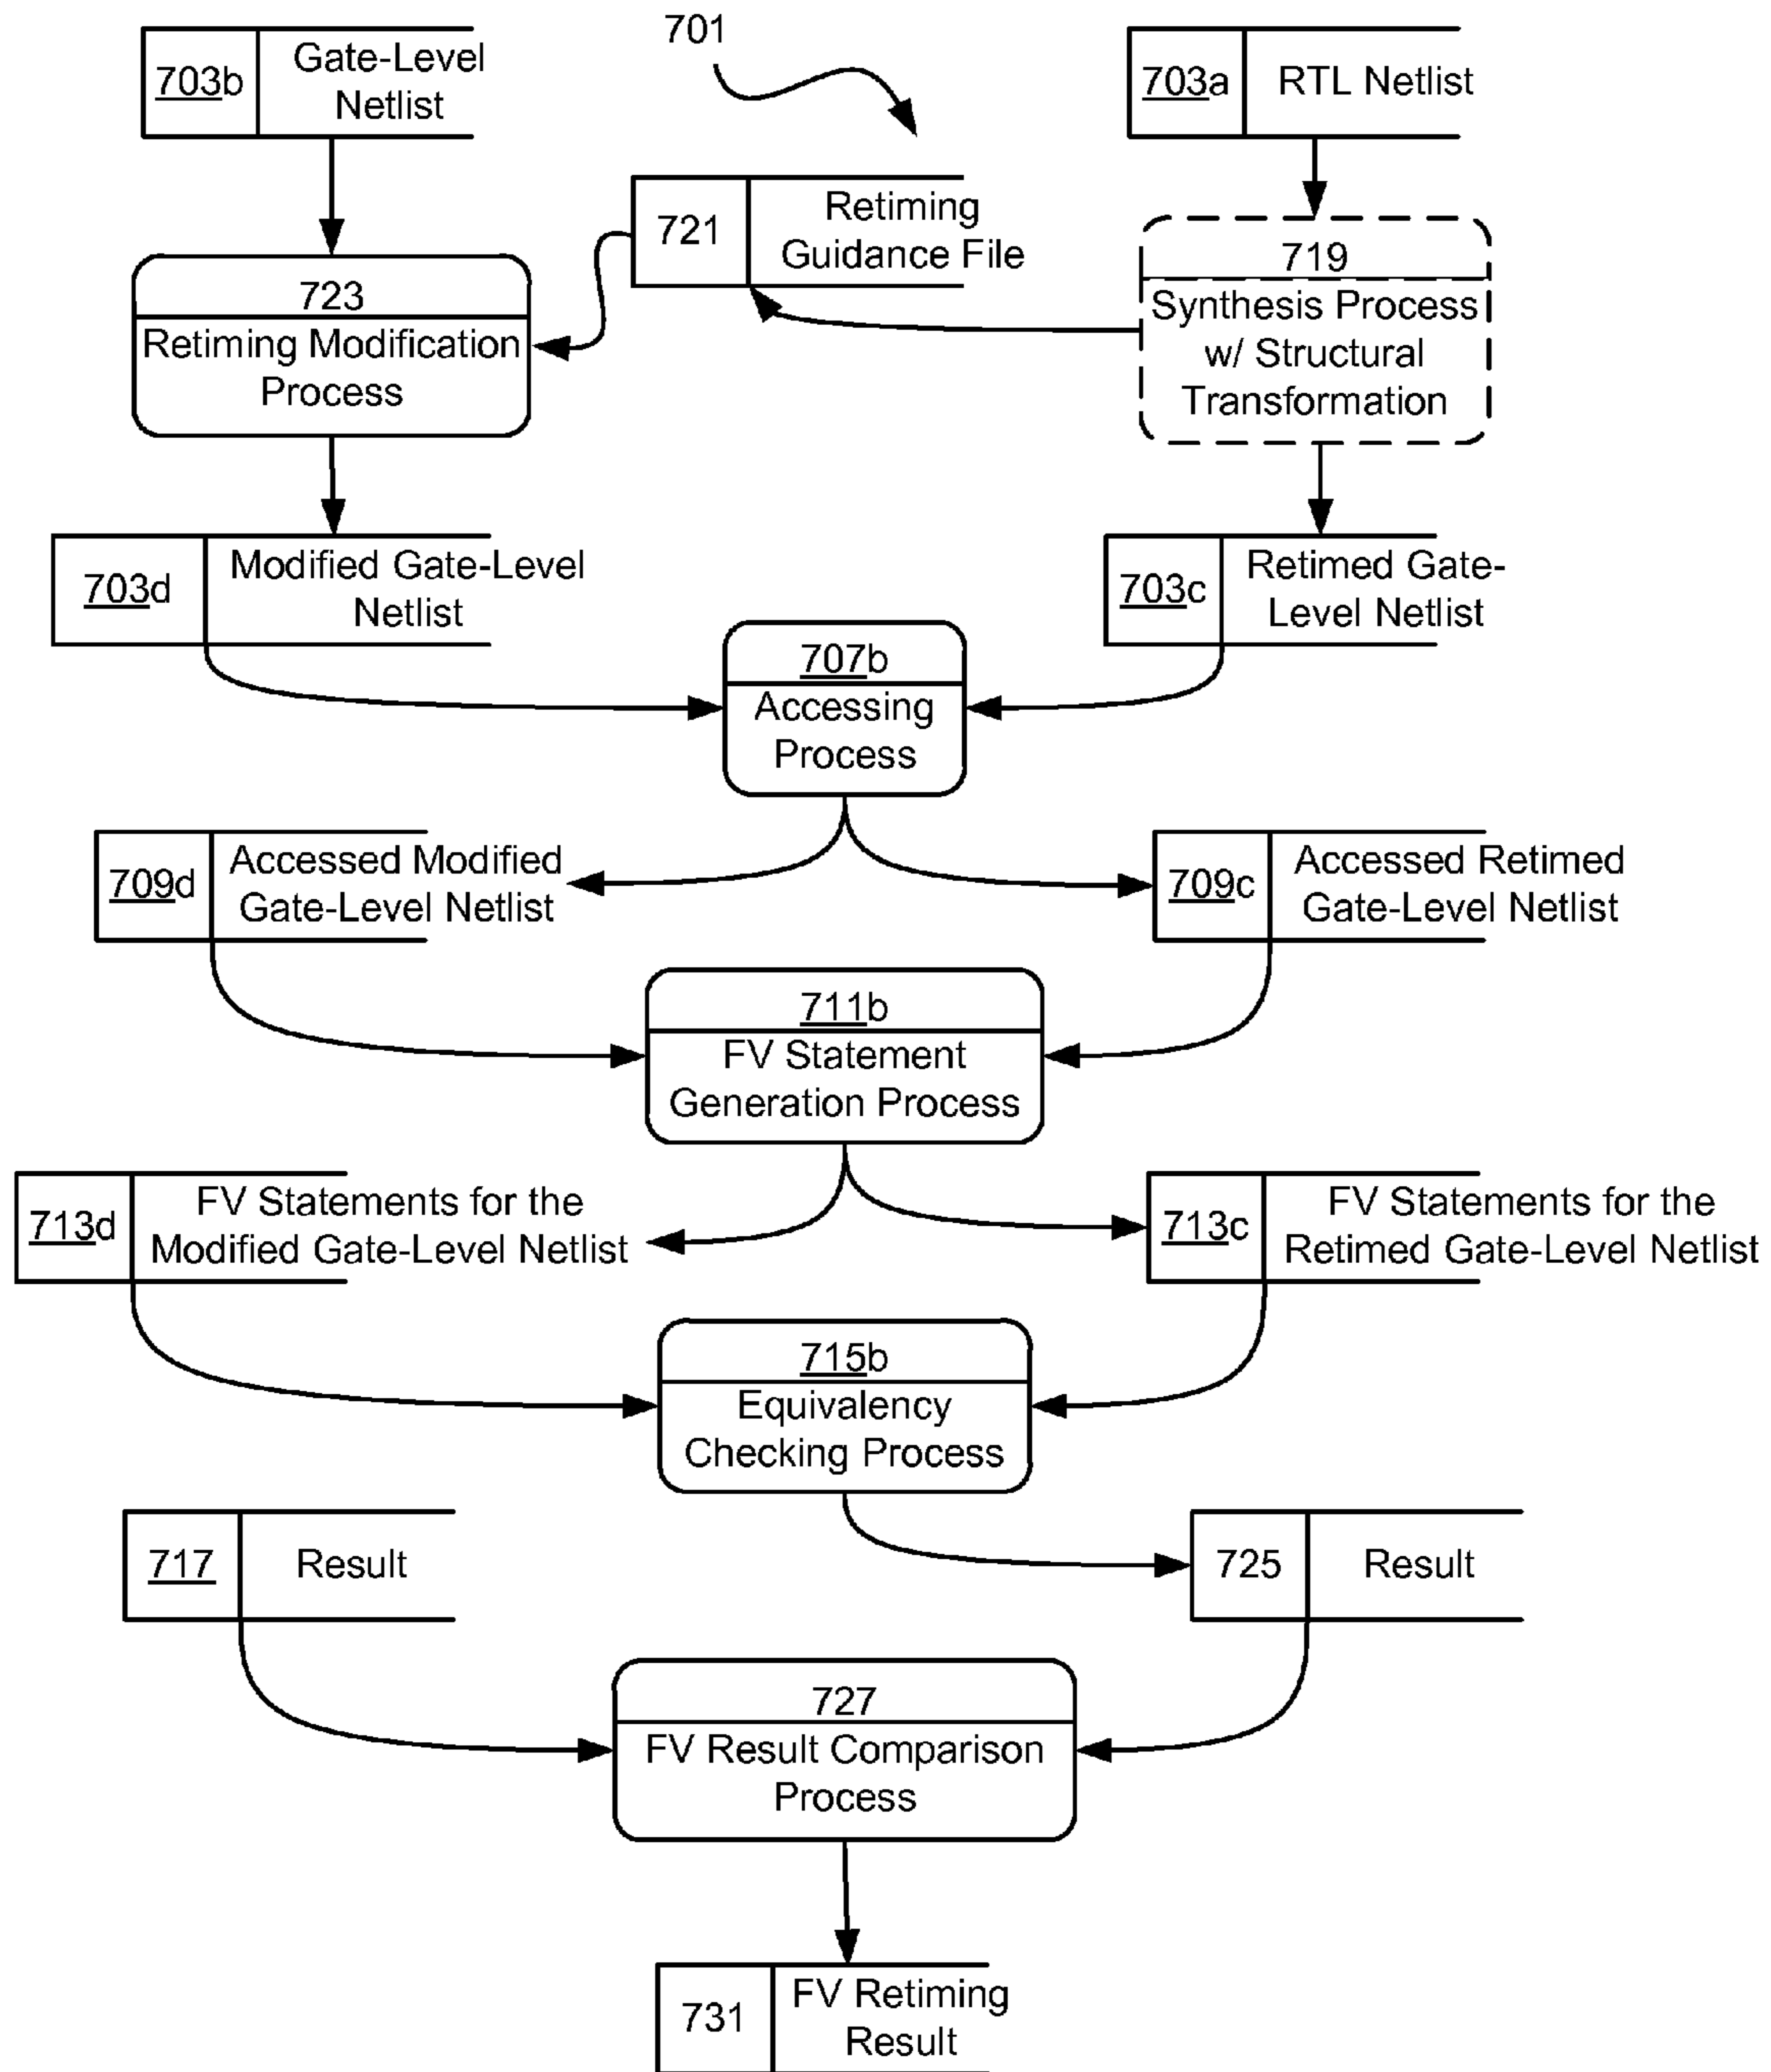 701
703b
Gate-Level
Netlist
703a
RTL Netlist
721
Retiming
Guidance File
719
Synthesis Process
w/ Structural
Transformation
723
Retiming Modification
Process
703d
Modified Gate-Level
Netlist
703c
Retimed Gate-
Level Netlist
707b
Accessing
Process
709d
Accessed Modified
Gate-Level Netlist
709c
Accessed Retimed
Gate-Level Netlist
711b
FV Statement
Generation Process
713d
FV Statements for the
Modified Gate-Level Netlist
713c
FV Statements for the
Retimed Gate-Level Netlist
715b
Equivalency
Checking Process
717
Result
725
Result
727
FV Result Comparison
Process
731
FV Retiming
Result